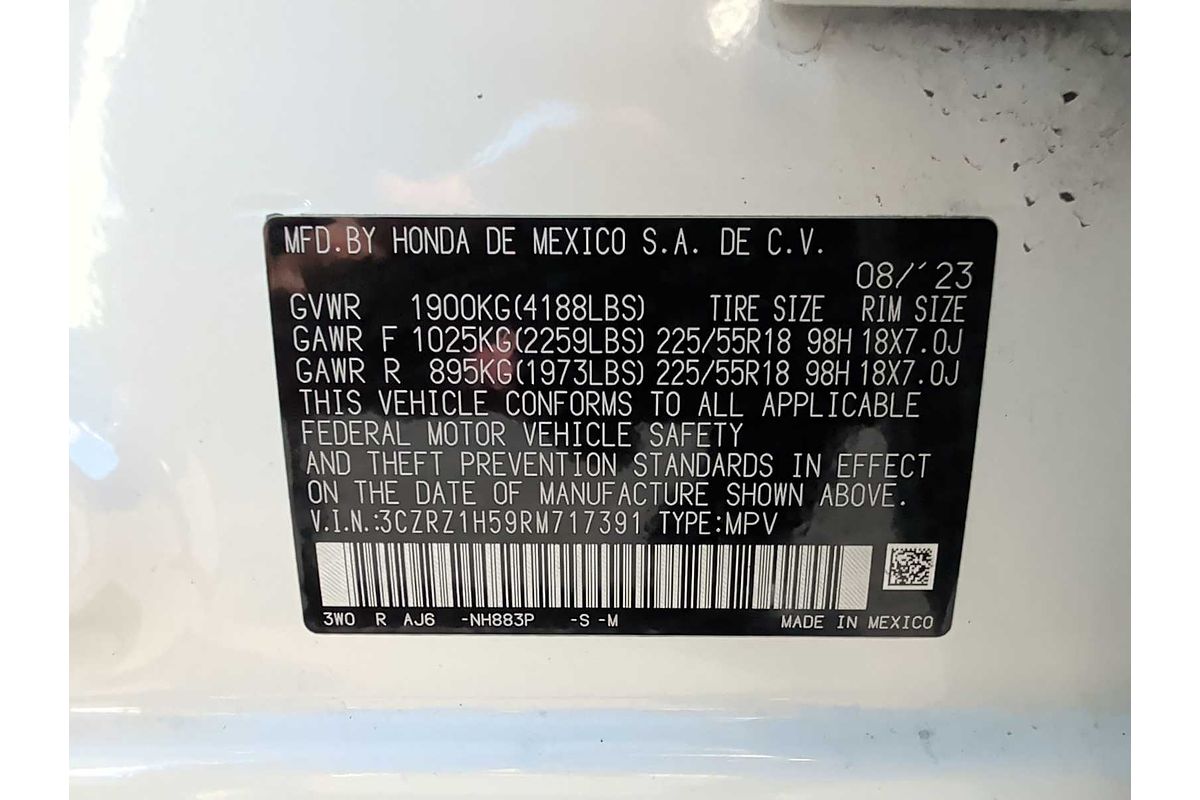 MFD.BY HONDA DE MEXICO S.A. DE C.V.
08/´23
GVWR 1900KG(4188LBS) TIRE SIZE RIM SIZE
GAWR F 1025KG(2259LBS) 225/55R18 98H 18X7.0J
GAWR R 895KG(1973LBS) 225/55R18 98H 18X7.0J
THIS VEHICLE CONFORMS TO ALL APPLICABLE
FEDERAL MOTOR VEHICLE SAFETY
AND THEFT PREVENTION STANDARDS IN EFFECT
ON THE DATE OF MANUFACTURE SHOWN ABOVE.
V.I.N.:3CZRZ1H59RM717391 TYPE:MPV
3W0 R AJ6 -NH883P -S -M MADE IN MEXICO